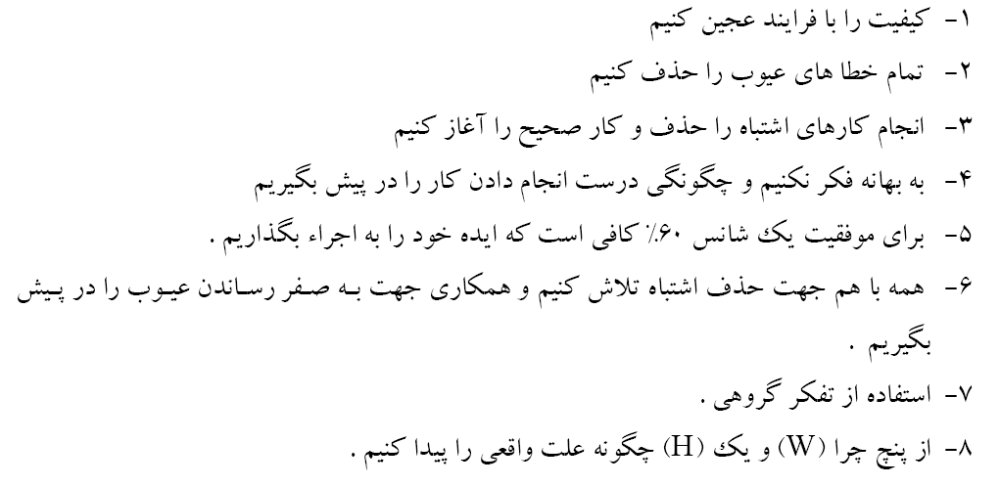 ۱- کیفیت را با فرایند عجین کنیم
۲- تمام خطا های عیوب را حذف کنیم
۳- انجام کارهای اشتباه را حذف و کار صحیح را آغاز کنیم
۴- به بهانه فکر نکنیم و چگونگی درست انجام دادن کار را در پیش بگیریم
۵- برای موفقیت یک شانس ۶۰٪ کافی است که ایده خود را به اجراء بگذاریم .
۶- همه با هم جهت حذف اشتباه تلاش کنیم و همکاری جهت به صفر رساندن عیوب را در پیش
بگیریم .
۷- استفاده از تفکر گروهی .
۸- از پنج چرا (W) و یک (H) چگونه علت واقعی را پیدا کنیم .